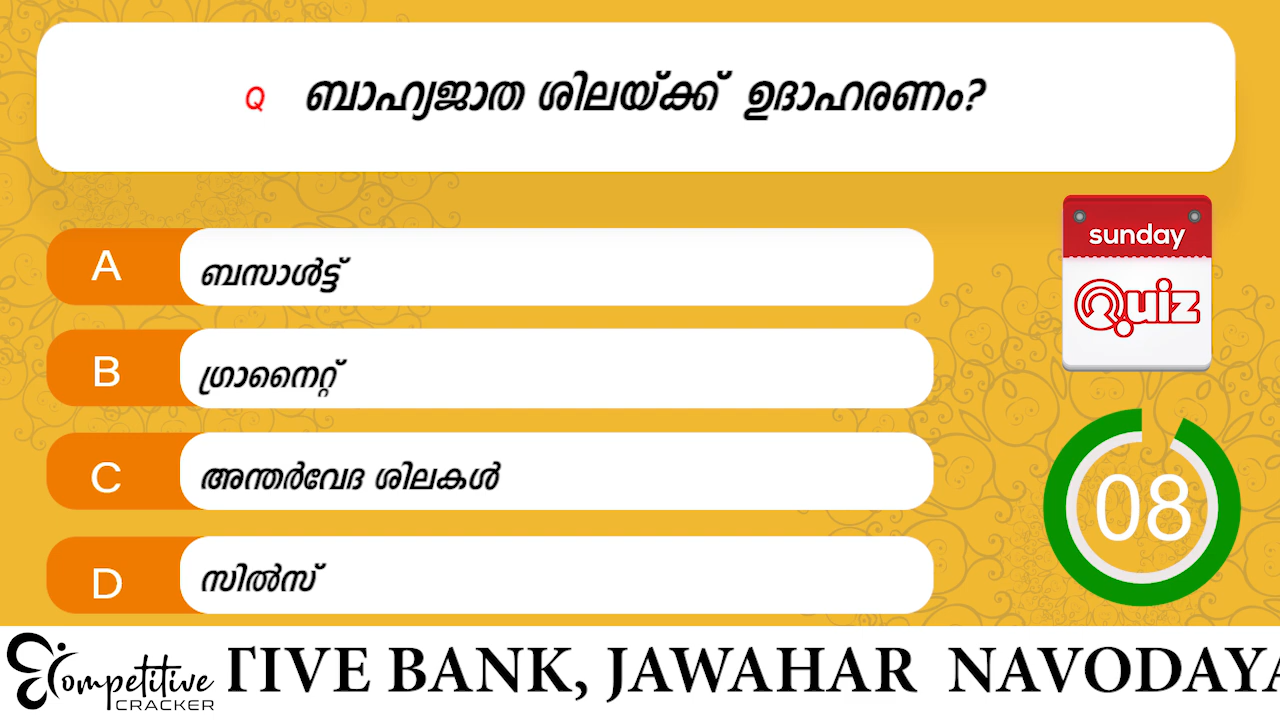 Q ബാഹ്യജാത ശിലയ്ക്ക് ഉദാഹരണം?
A ബസാൾട്ട്
B ഗ്രാനൈറ്റ്
C അന്തർവേദ ശിലകൾ
D സിൽസ്
sunday
Quiz
08
Competitive
CRACKER
TIVE BANK, JAWAHAR NAVODAYA